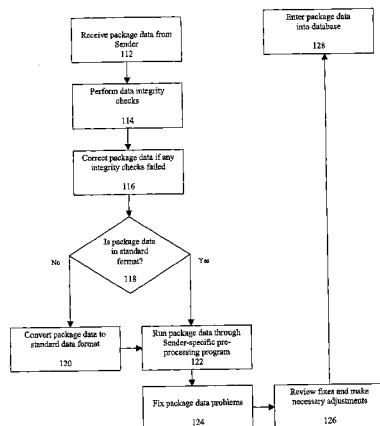 Receive package data from
Sender
112
Perform data integrity
checks
114
Correct package data if any
integrity checks failed
116
Is package data
in standard
format?
118
No
Yes
Convert package data to
standard data format
120
Run package data through
Sender-specific pre-
processing program
122
Fix package data problems
124
Review fixes and make
necessary adjustments
126
Enter package data
into database
128